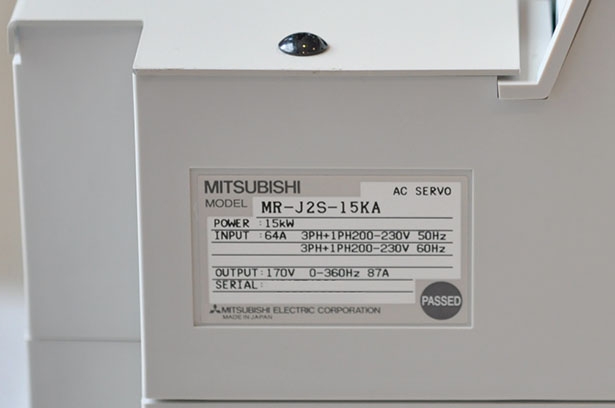 MITSUBISHI
AC SERVO
MODEL MR-J2S-15KA
POWER :15kW
INPUT :64A 3PH+1PH200-230V 50Hz
3PH+1PH200-230V 60Hz
OUTPUT:170V 0-360Hz 87A
SERIAL:
PASSED
MITSUBISHI ELECTRIC CORPORATION
MADE IN JAPAN